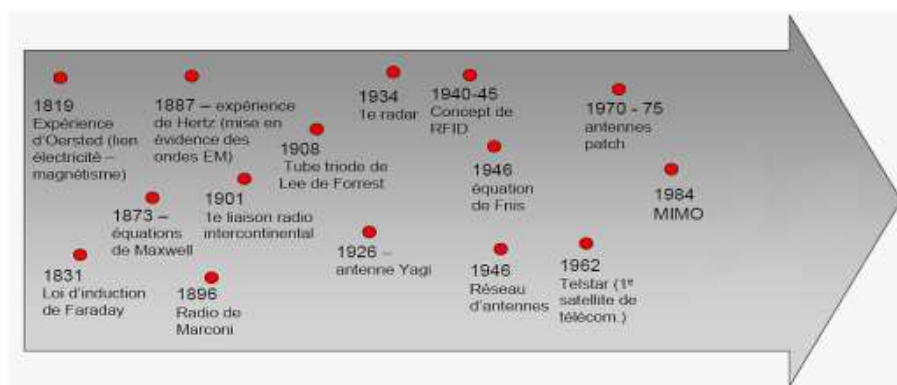 1819
Expérience
d'Oersted (lien
électricité –
magnétisme)
1831
Loi d'induction
de Faraday
1873 –
équations
de Maxwell
1887 – expérience
de Hertz (mise en
évidence des
ondes EM)
1896
Radio de
Marconi
1901
1e liaison radio
intercontinental
1908
Tube triode de
Lee de Forrest
1926 –
antenne Yagi
1934
1e radar
1940-45
Concept de
RFID
1946
équation
de Friis
1946
Réseau
d'antennes
1962
Telstar (1e
satellite de
télécom.)
1970 - 75
antennes
patch
1984
MIMO